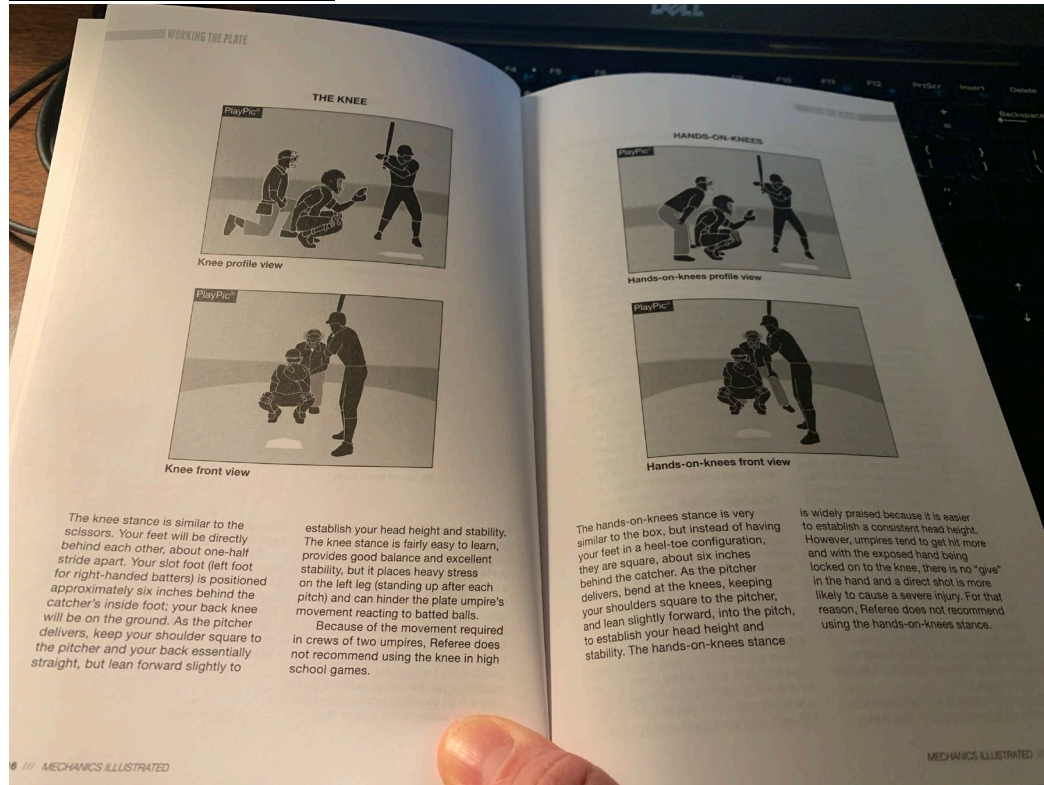 DELL
F4
F5
F6
F9
F10
F11
F12
PrtScr
Insert
Delete
Backspace
WORKING THE PLATE
THE KNEE
PlayPic®
Knee profile view
PlayPic®
Knee front view
The knee stance is similar to the
scissors. Your feet will be directly
behind each other, about one-half
stride apart. Your slot foot (left foot
for right-handed batters) is positioned
approximately six inches behind the
catcher's inside foot; your back knee
will be on the ground. As the pitcher
delivers, keep your shoulder square to
the pitcher and your back essentially
straight, but lean forward slightly to
establish your head height and stability.
The knee stance is fairly easy to learn,
provides good balance and excellent
stability, but it places heavy stress
on the left leg (standing up after each
pitch) and can hinder the plate umpire's
movement reacting to batted balls.
Because of the movement required
in crews of two umpires, Referee does
not recommend using the knee in high
school games.
6 /// MECHANICS ILLUSTRATED
WORKING THE PLATE
HANDS-ON-KNEES
PlayPic®
Hands-on-knees profile view
PlayPic®
Hands-on-knees front view
The hands-on-knees stance is very
similar to the box, but instead of having
your feet in a heel-toe configuration,
they are square, about six inches
behind the catcher. As the pitcher
delivers, bend at the knees, keeping
your shoulders square to the pitcher,
and lean slightly forward, into the pitch,
to establish your head height and
stability. The hands-on-knees stance
is widely praised because it is easier
to establish a consistent head height.
However, umpires tend to get hit more
and with the exposed hand being
locked on to the knee, there is no "give"
in the hand and a direct shot is more
likely to cause a severe injury. For that
reason, Referee does not recommend
using the hands-on-knees stance.
MECHANICS ILLUSTRATED